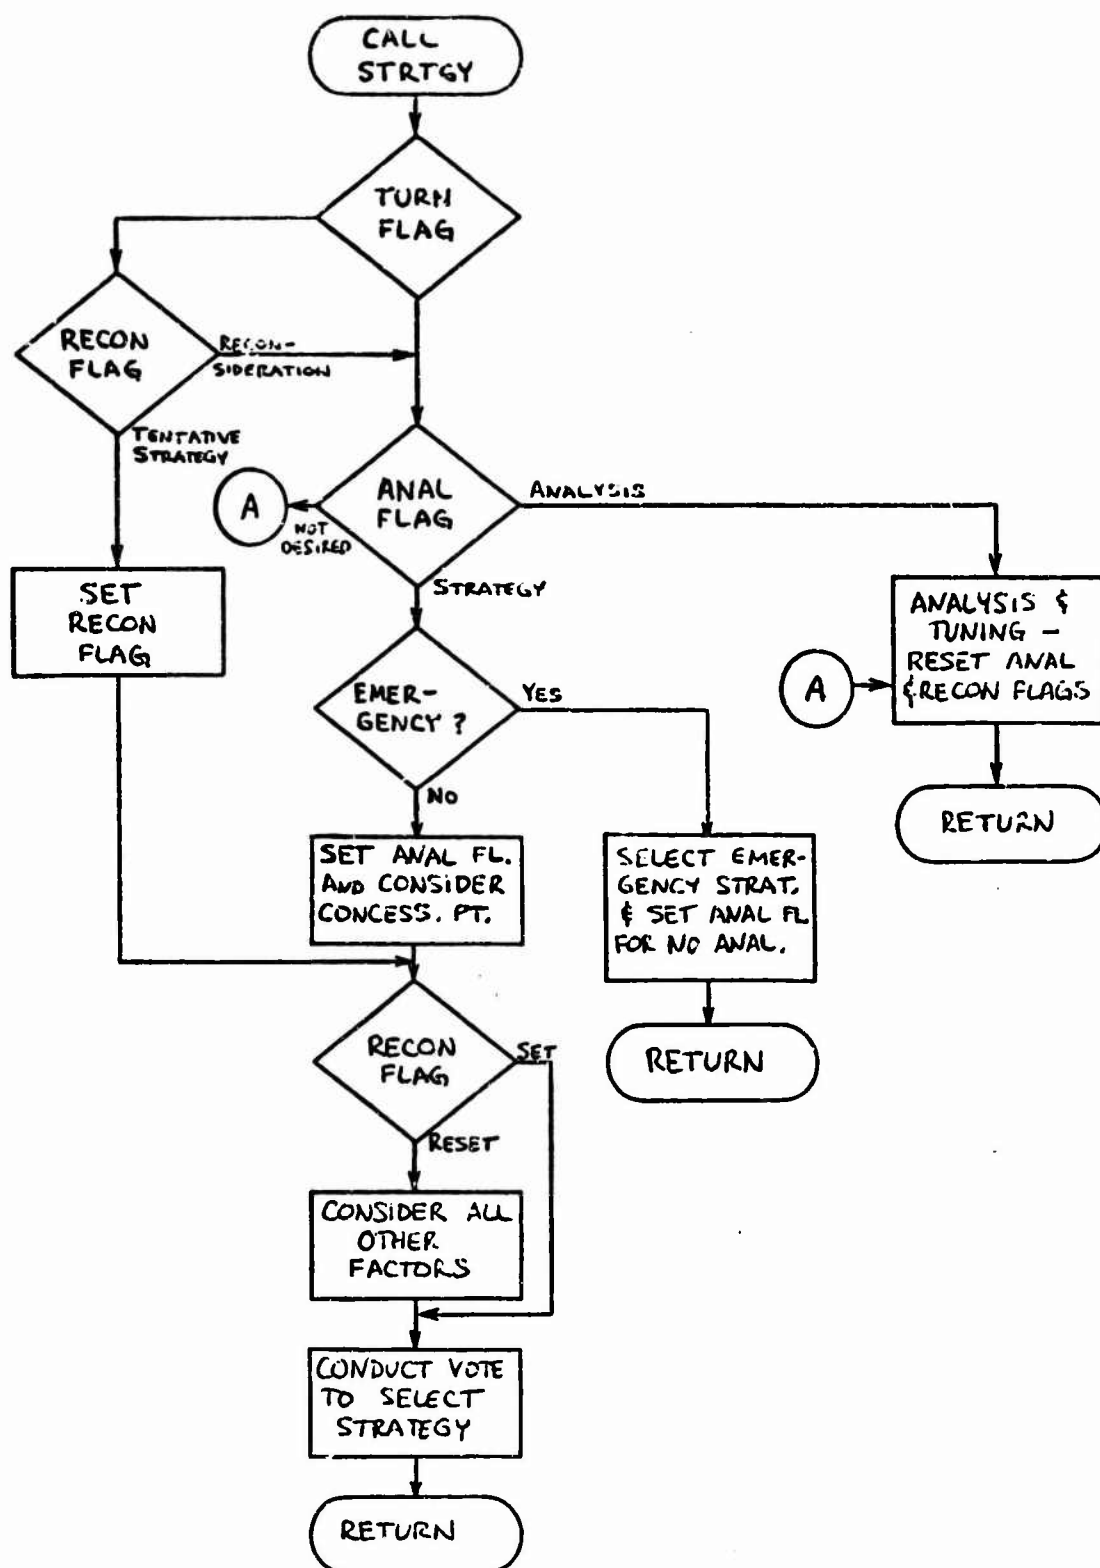 CALL
STRTGY
TURN
FLAG
RECON
FLAG
RECON-
SIDERATION
TENTATIVE
STRATEGY
A
NOT
DESIRED
ANAL
FLAG
ANALYSIS
STRATEGY
SET
RECON
FLAG
ANALYSIS &
TUNING -
RESET ANAL
& RECON FLAGS
A
EMER-
GENCY ?
YES
NO
RETURN
SET ANAL FL.
AND CONSIDER
CONCESS. PT.
SELECT EMER-
GENCY STRAT.
& SET ANAL FL
FOR NO ANAL.
RECON
FLAG
SET
RETURN
RESET
CONSIDER ALL
OTHER
FACTORS
CONDUCT VOTE
TO SELECT
STRATEGY
RETURN